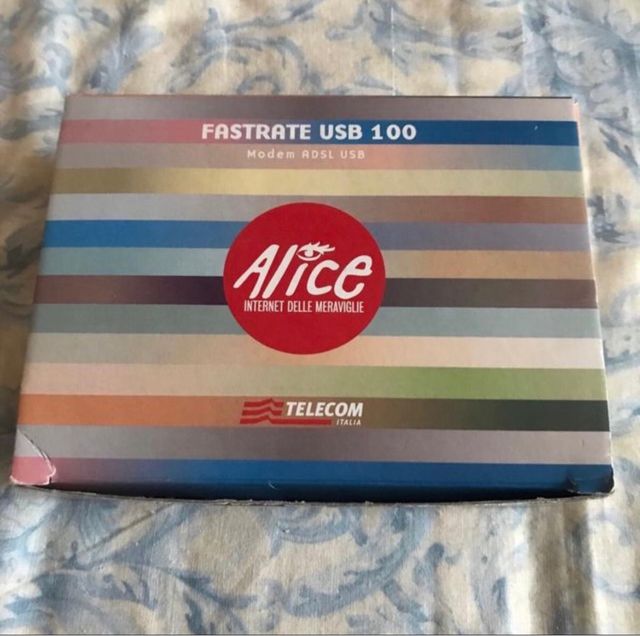 FASTRATE USB 100
Modem ADSL USB
Alice
INTERNET DELLE MERAVIGLIE
TELECOM
ITALIA